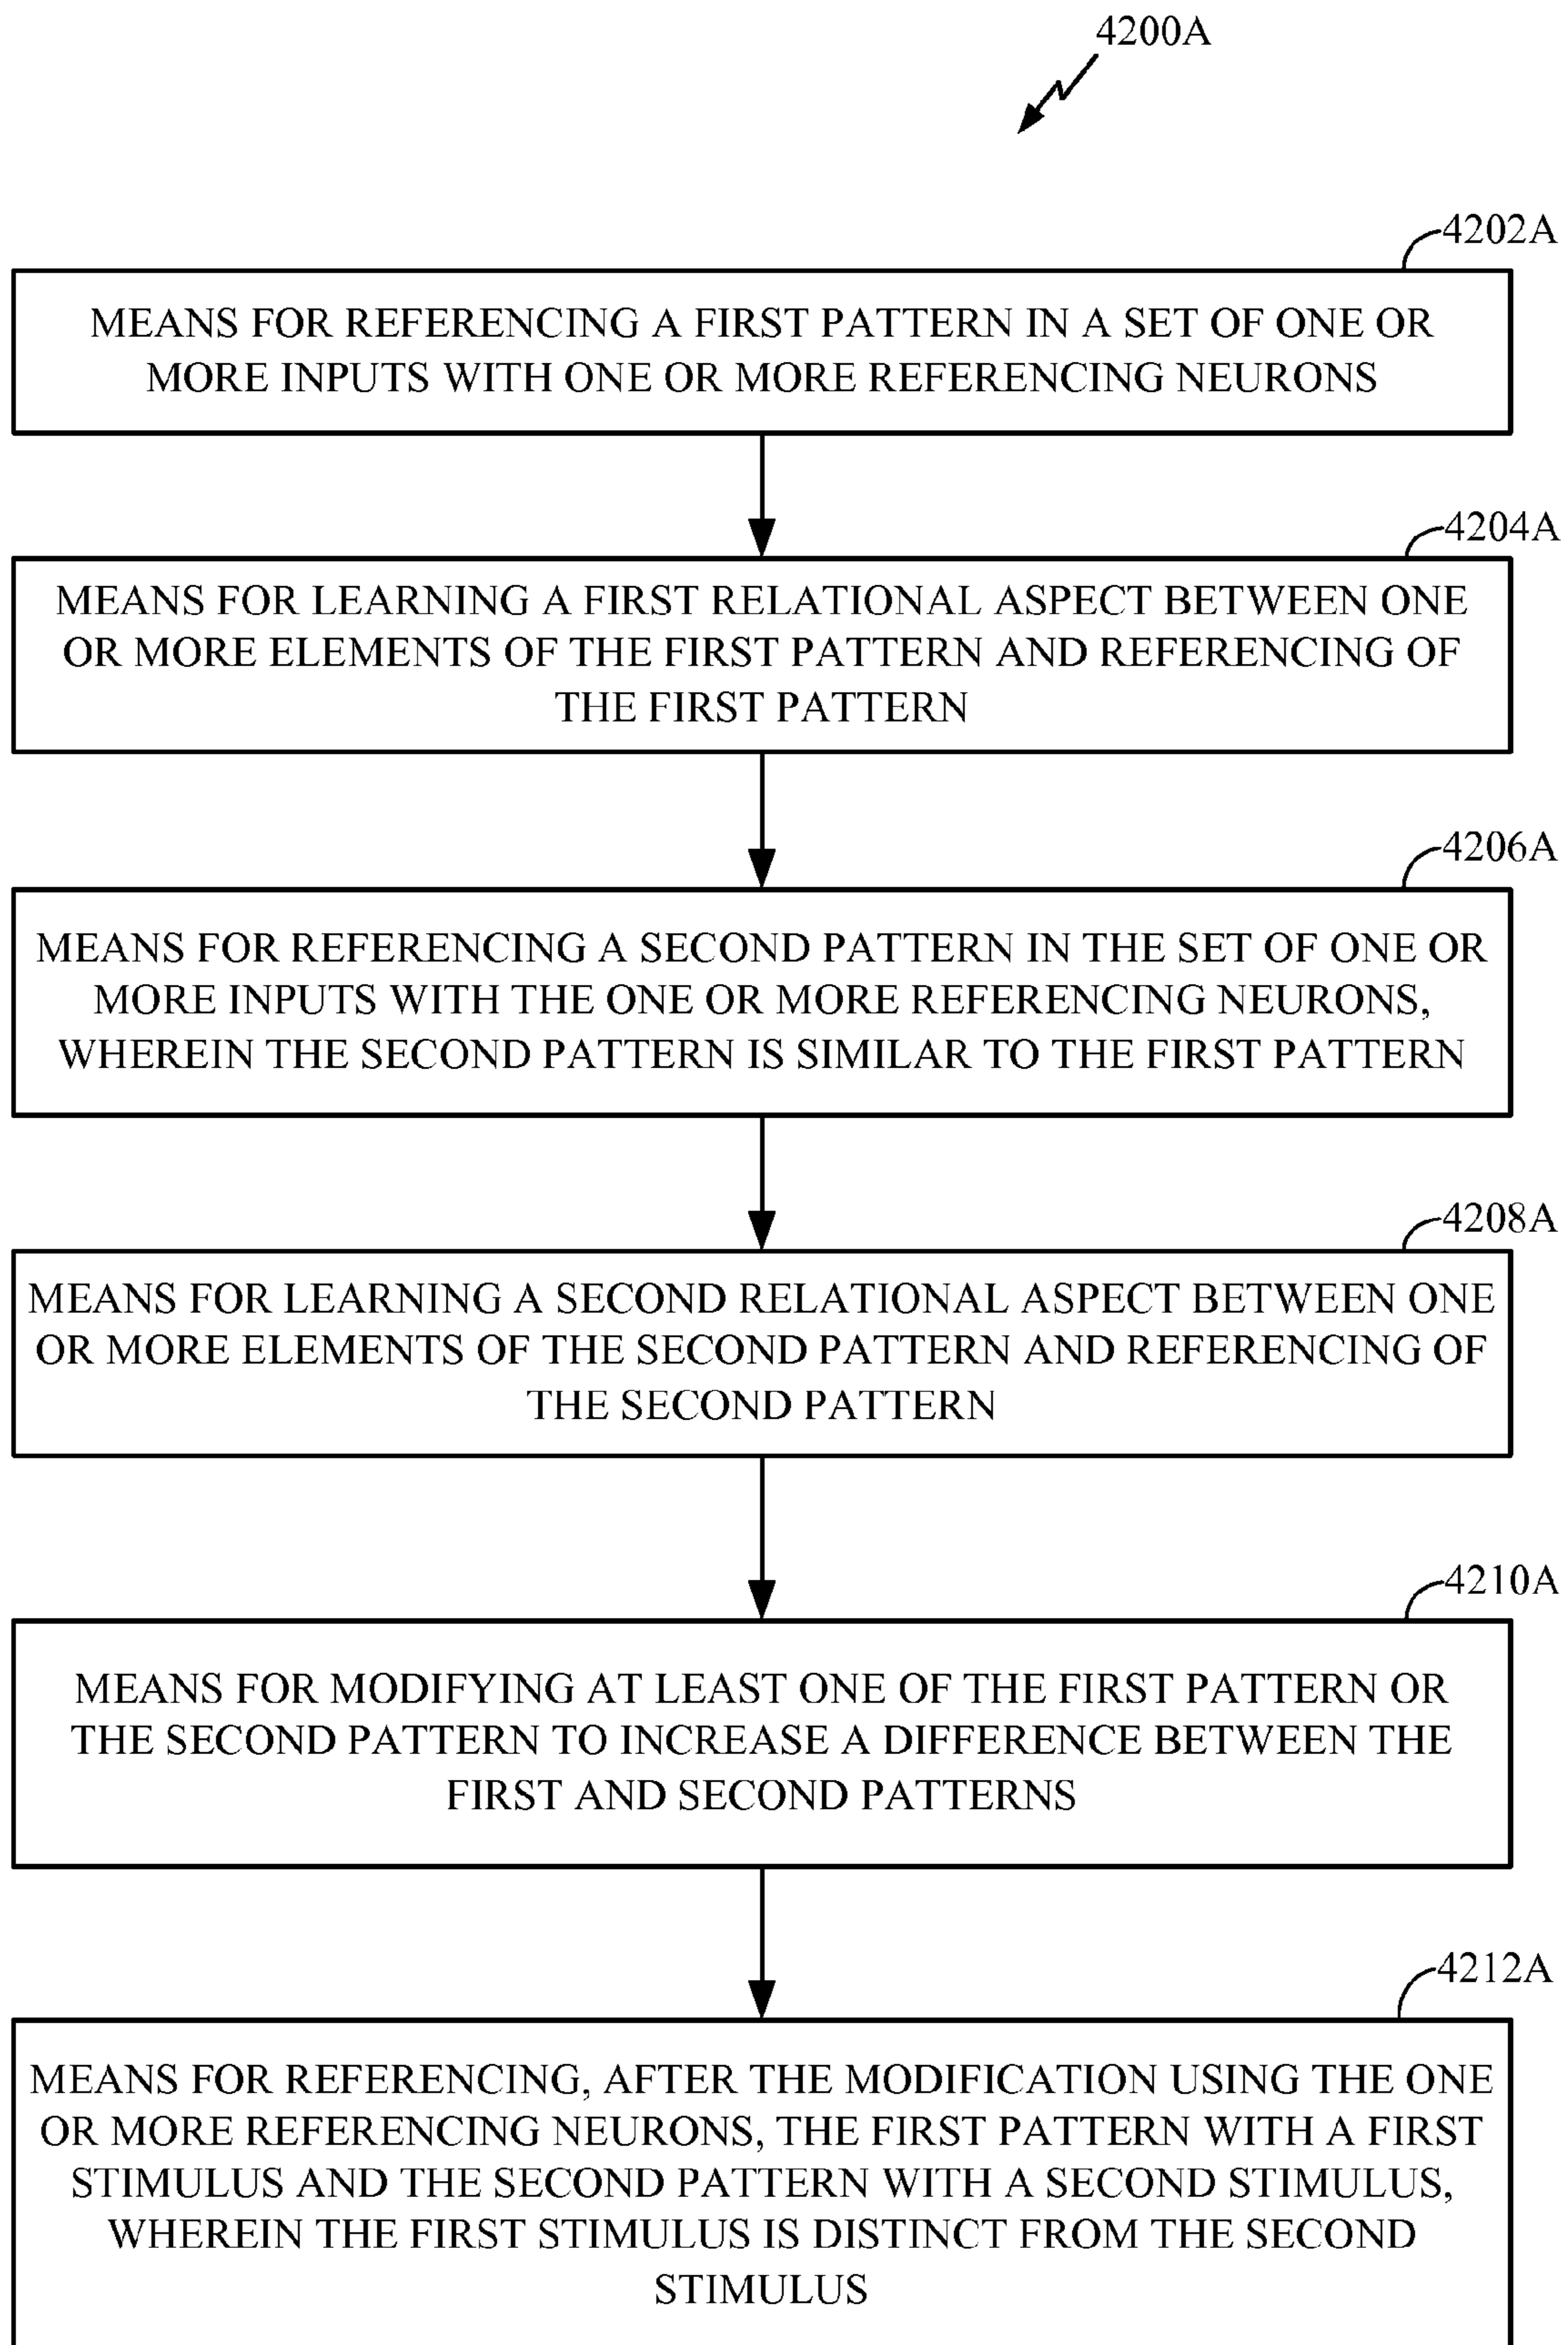 4200A
4202A
MEANS FOR REFERENCING A FIRST PATTERN IN A SET OF ONE OR
MORE INPUTS WITH ONE OR MORE REFERENCING NEURONS
4204A
MEANS FOR LEARNING A FIRST RELATIONAL ASPECT BETWEEN ONE
OR MORE ELEMENTS OF THE FIRST PATTERN AND REFERENCING OF
THE FIRST PATTERN
4206A
MEANS FOR REFERENCING A SECOND PATTERN IN THE SET OF ONE OR
MORE INPUTS WITH THE ONE OR MORE REFERENCING NEURONS,
WHEREIN THE SECOND PATTERN IS SIMILAR TO THE FIRST PATTERN
4208A
MEANS FOR LEARNING A SECOND RELATIONAL ASPECT BETWEEN ONE
OR MORE ELEMENTS OF THE SECOND PATTERN AND REFERENCING OF
THE SECOND PATTERN
4210A
MEANS FOR MODIFYING AT LEAST ONE OF THE FIRST PATTERN OR
THE SECOND PATTERN TO INCREASE A DIFFERENCE BETWEEN THE
FIRST AND SECOND PATTERNS
4212A
MEANS FOR REFERENCING, AFTER THE MODIFICATION USING THE ONE
OR MORE REFERENCING NEURONS, THE FIRST PATTERN WITH A FIRST
STIMULUS AND THE SECOND PATTERN WITH A SECOND STIMULUS,
WHEREIN THE FIRST STIMULUS IS DISTINCT FROM THE SECOND
STIMULUS